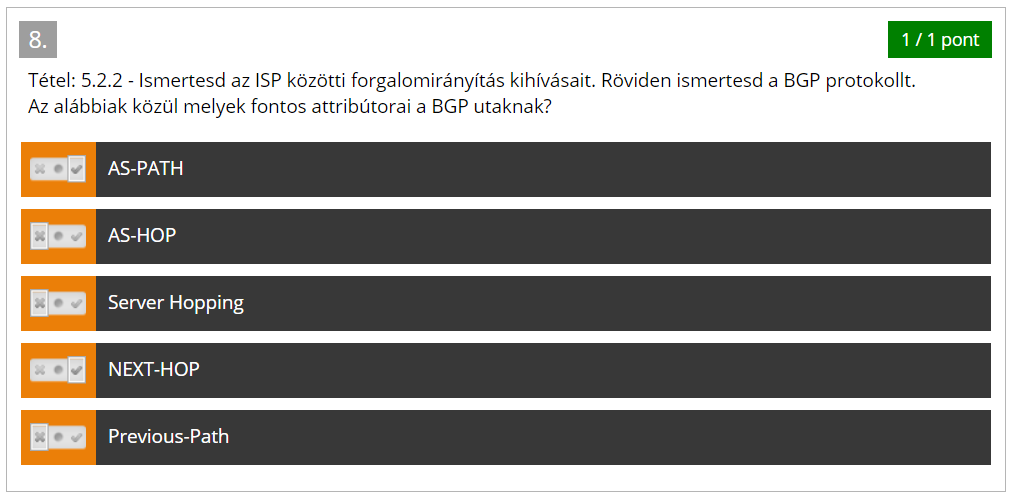 8.
1 / 1 pont
Tétel: 5.2.2 - Ismertesd az ISP közötti forgalomirányítás kihívásait. Röviden ismertesd a BGP protokollt.
Az alábbiak közül melyek fontos attribútorai a BGP utaknak?
AS-PATH
AS-HOP
Server Hopping
NEXT-HOP
Previous-Path